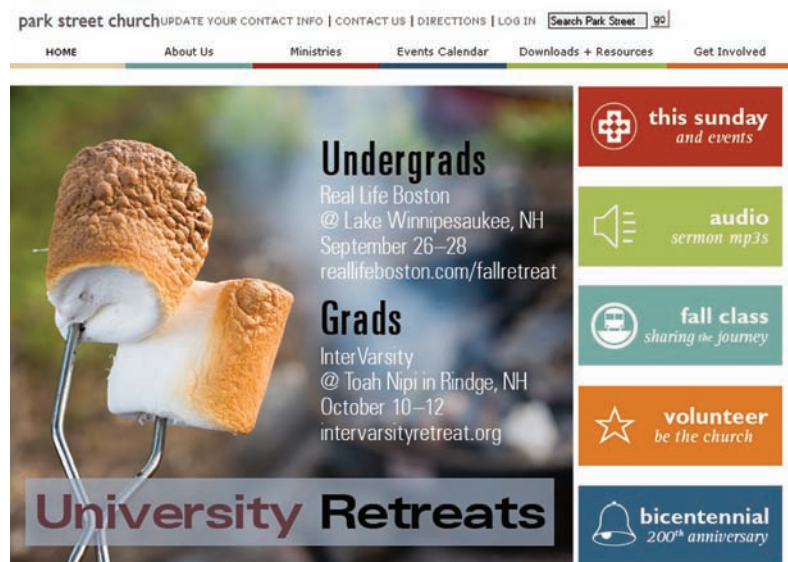 park street church UPDATE YOUR CONTACT INFO | CONTACT US | DIRECTIONS | LOG IN Search Park Street go
HOME About Us Ministries Events Calendar Downloads + Resources Get Involved
Undergrads
Real Life Boston
@ Lake Winnipesaukee, NH
September 26–28
reallifeboston.com/fallretreat
Grads
InterVarsity
@ Toah Nipi in Rindge, NH
October 10–12
intervarsityretreat.org
University Retreats
this sunday
and events
audio
sermon mp3s
fall class
sharing the journey
volunteer
be the church
bicentennial
200th anniversary